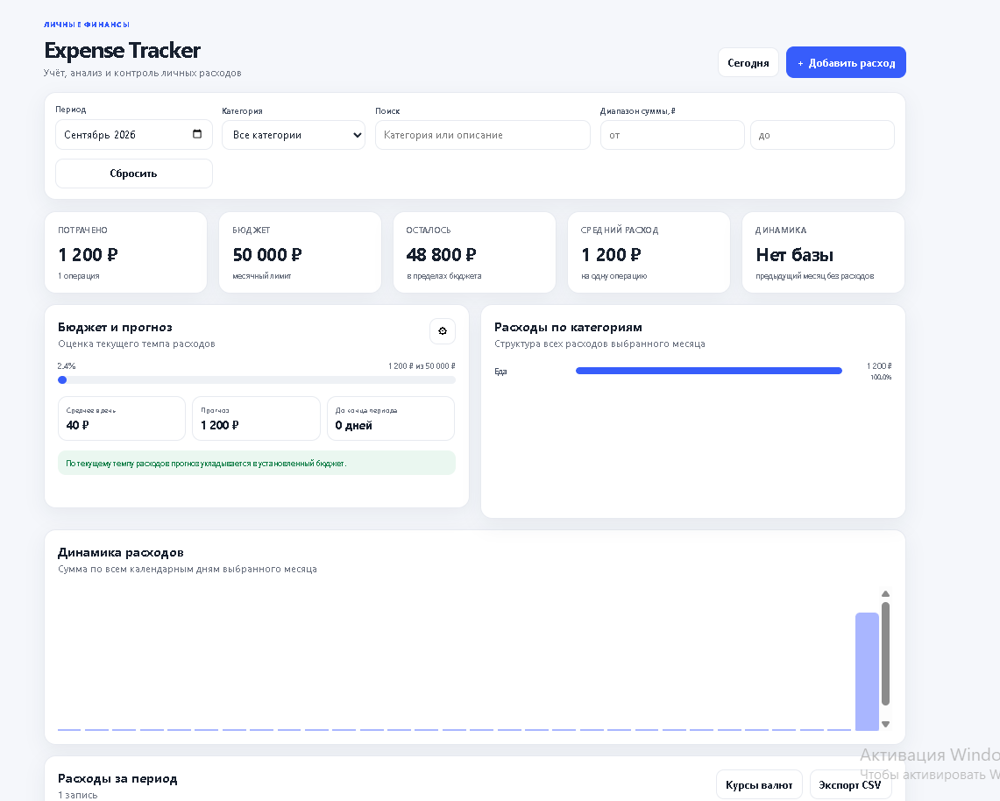 ЛИЧНЫЕ ФИНАНСЫ
Expense Tracker
Учёт, анализ и контроль личных расходов
Сегодня
+ Добавить расход
Период
Категория
Поиск
Диапазон суммы, ₽
Сентябрь 2026
Все категории
Категория или описание
от
до
Сбросить
ПОТРАЧЕНО
1 200 ₽
1 операция
БЮДЖЕТ
50 000 ₽
месячный лимит
ОСТАЛОСЬ
48 800 ₽
в пределах бюджета
СРЕДНИЙ РАСХОД
1 200 ₽
на одну операцию
ДИНАМИКА
Нет базы
предыдущий месяц без расходов
Бюджет и прогноз
Оценка текущего темпа расходов
2.4%
1 200 ₽ из 50 000 ₽
Среднее в день
40 ₽
Прогноз
1 200 ₽
До конца периода
0 дней
По текущему темпу расходов прогноз укладывается в установленный бюджет.
Расходы по категориям
Структура всех расходов выбранного месяца
Еда
1 200 ₽
100.0%
Динамика расходов
Сумма по всем календарным дням выбранного месяца
Расходы за период
1 запись
Курсы валют
Экспорт CSV
Активация Windo
Чтобы активировать W